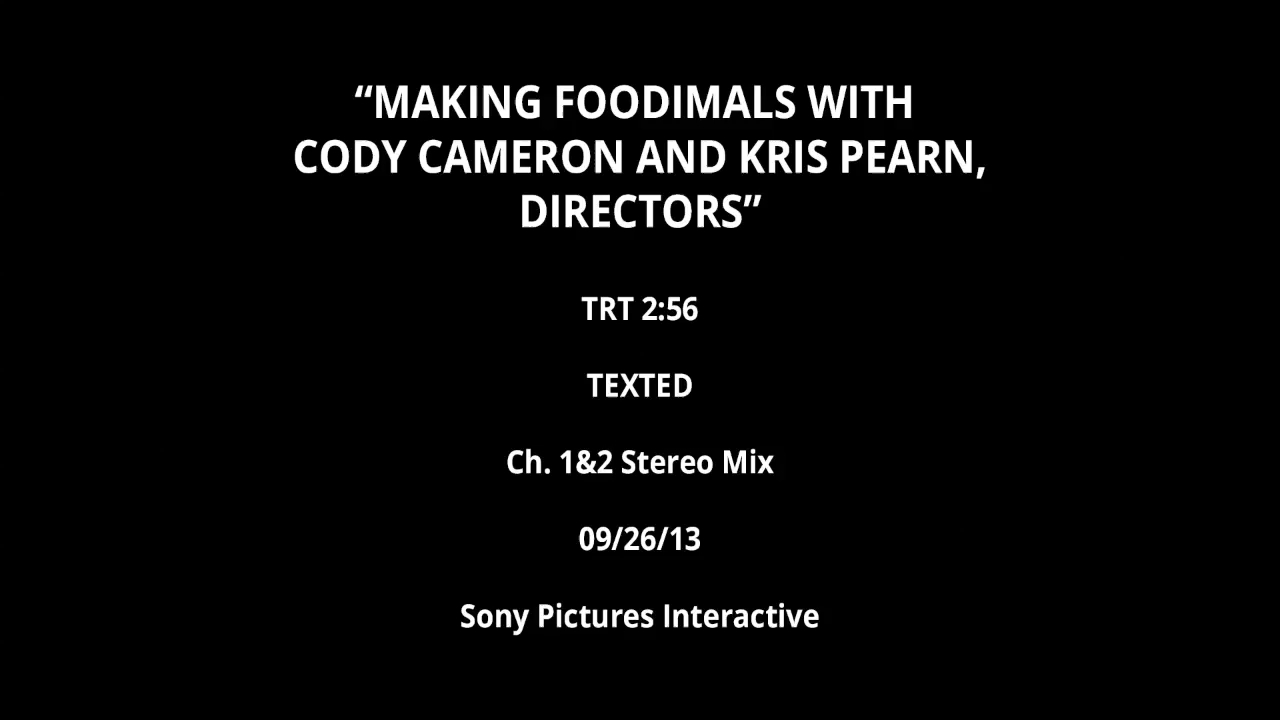 “MAKING FOODIMALS WITH
CODY CAMERON AND KRIS PEARN,
DIRECTORS”
TRT 2:56
TEXTED
Ch. 1&2 Stereo Mix
09/26/13
Sony Pictures Interactive